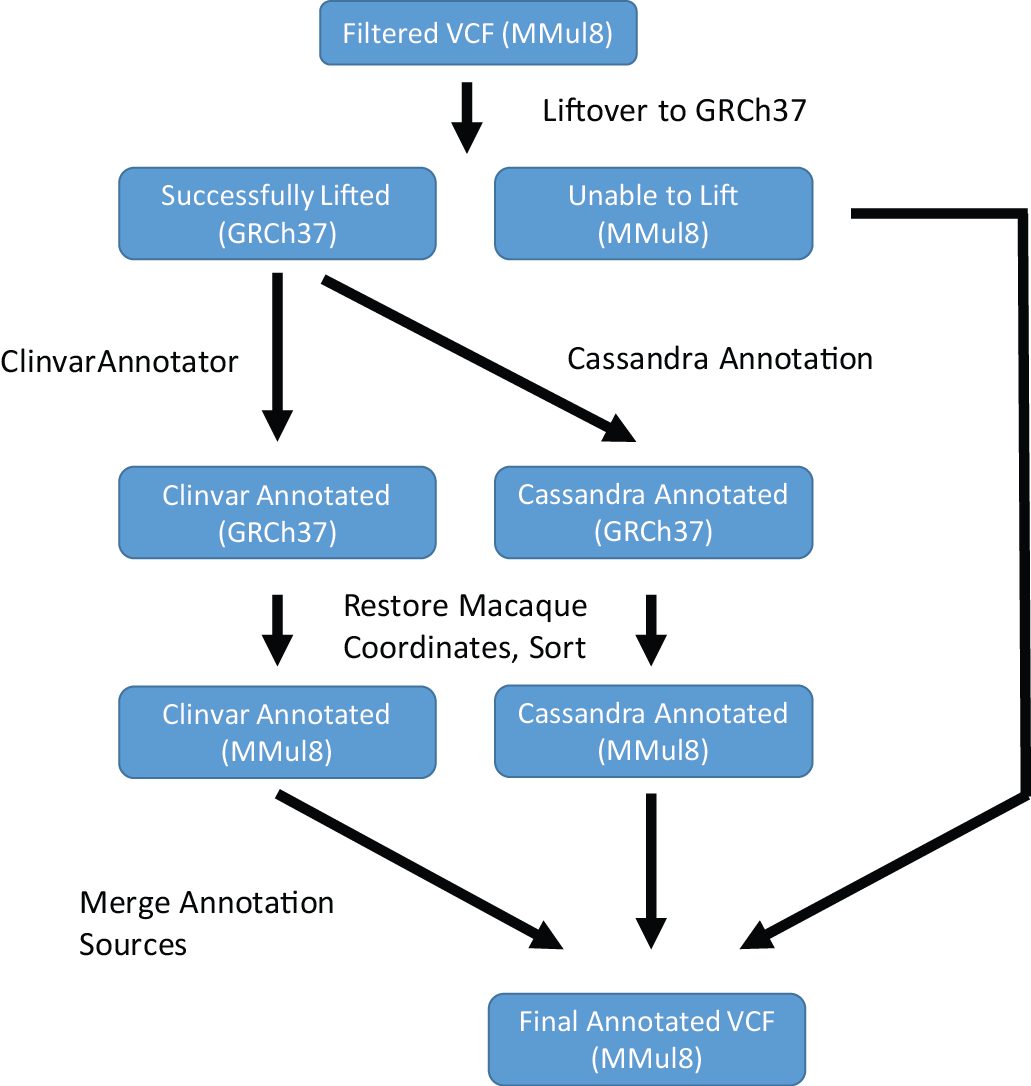 Filtered VCF (MMul8)
Liftover to GRCh37
Successfully Lifted
(GRCh37)
Unable to Lift
(MMul8)
ClinvarAnnotator
Cassandra Annotation
Clinvar Annotated
(GRCh37)
Cassandra Annotated
(GRCh37)
Restore Macaque
Coordinates, Sort
Clinvar Annotated
(MMul8)
Cassandra Annotated
(MMul8)
Merge Annotation
Sources
Final Annotated VCF
(MMul8)